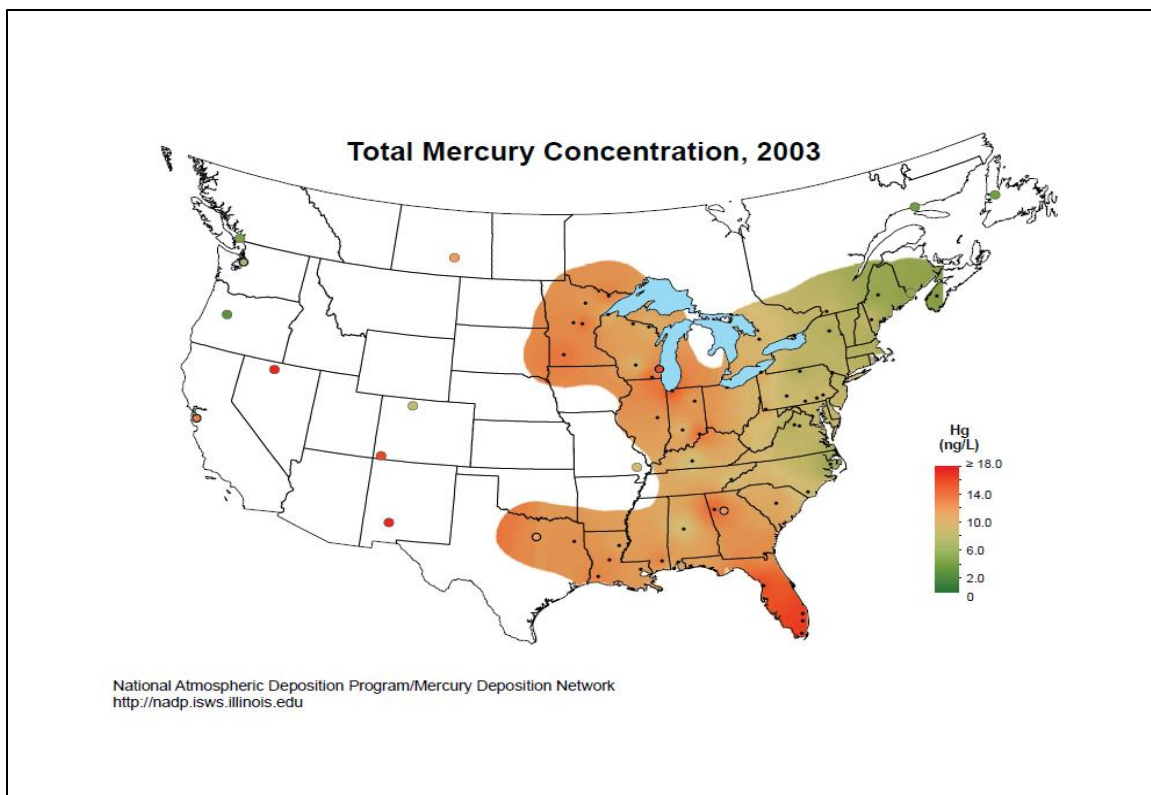 Total Mercury Concentration, 2003
Hg
(ng/L)
≥ 18.0
14.0
10.0
6.0
2.0
0
National Atmospheric Deposition Program/Mercury Deposition Network
http://nadp.isws.illinois.edu